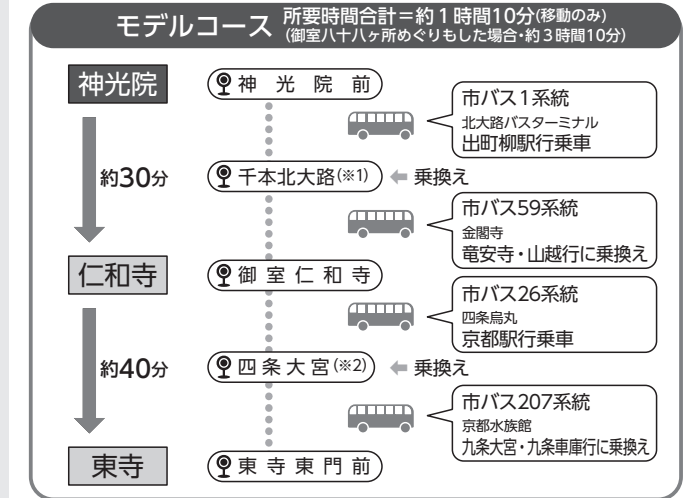 モデルコース 所要時間合計＝約1時間10分(移動のみ)
(御室八十八ヶ所めぐりもした場合・約3時間10分)
神光院
神光院前
市バス1系統
北大路バスターミナル
出町柳駅行乗車
約30分
千本北大路(※1)
乗換え
市バス59系統
金閣寺
竜安寺・山越行に乗換え
仁和寺
御室仁和寺
市バス26系統
四条烏丸
京都駅行乗車
約40分
四条大宮(※2)
乗換え
市バス207系統
京都水族館
九条大宮・九条車庫行に乗換え
東寺
東寺東門前